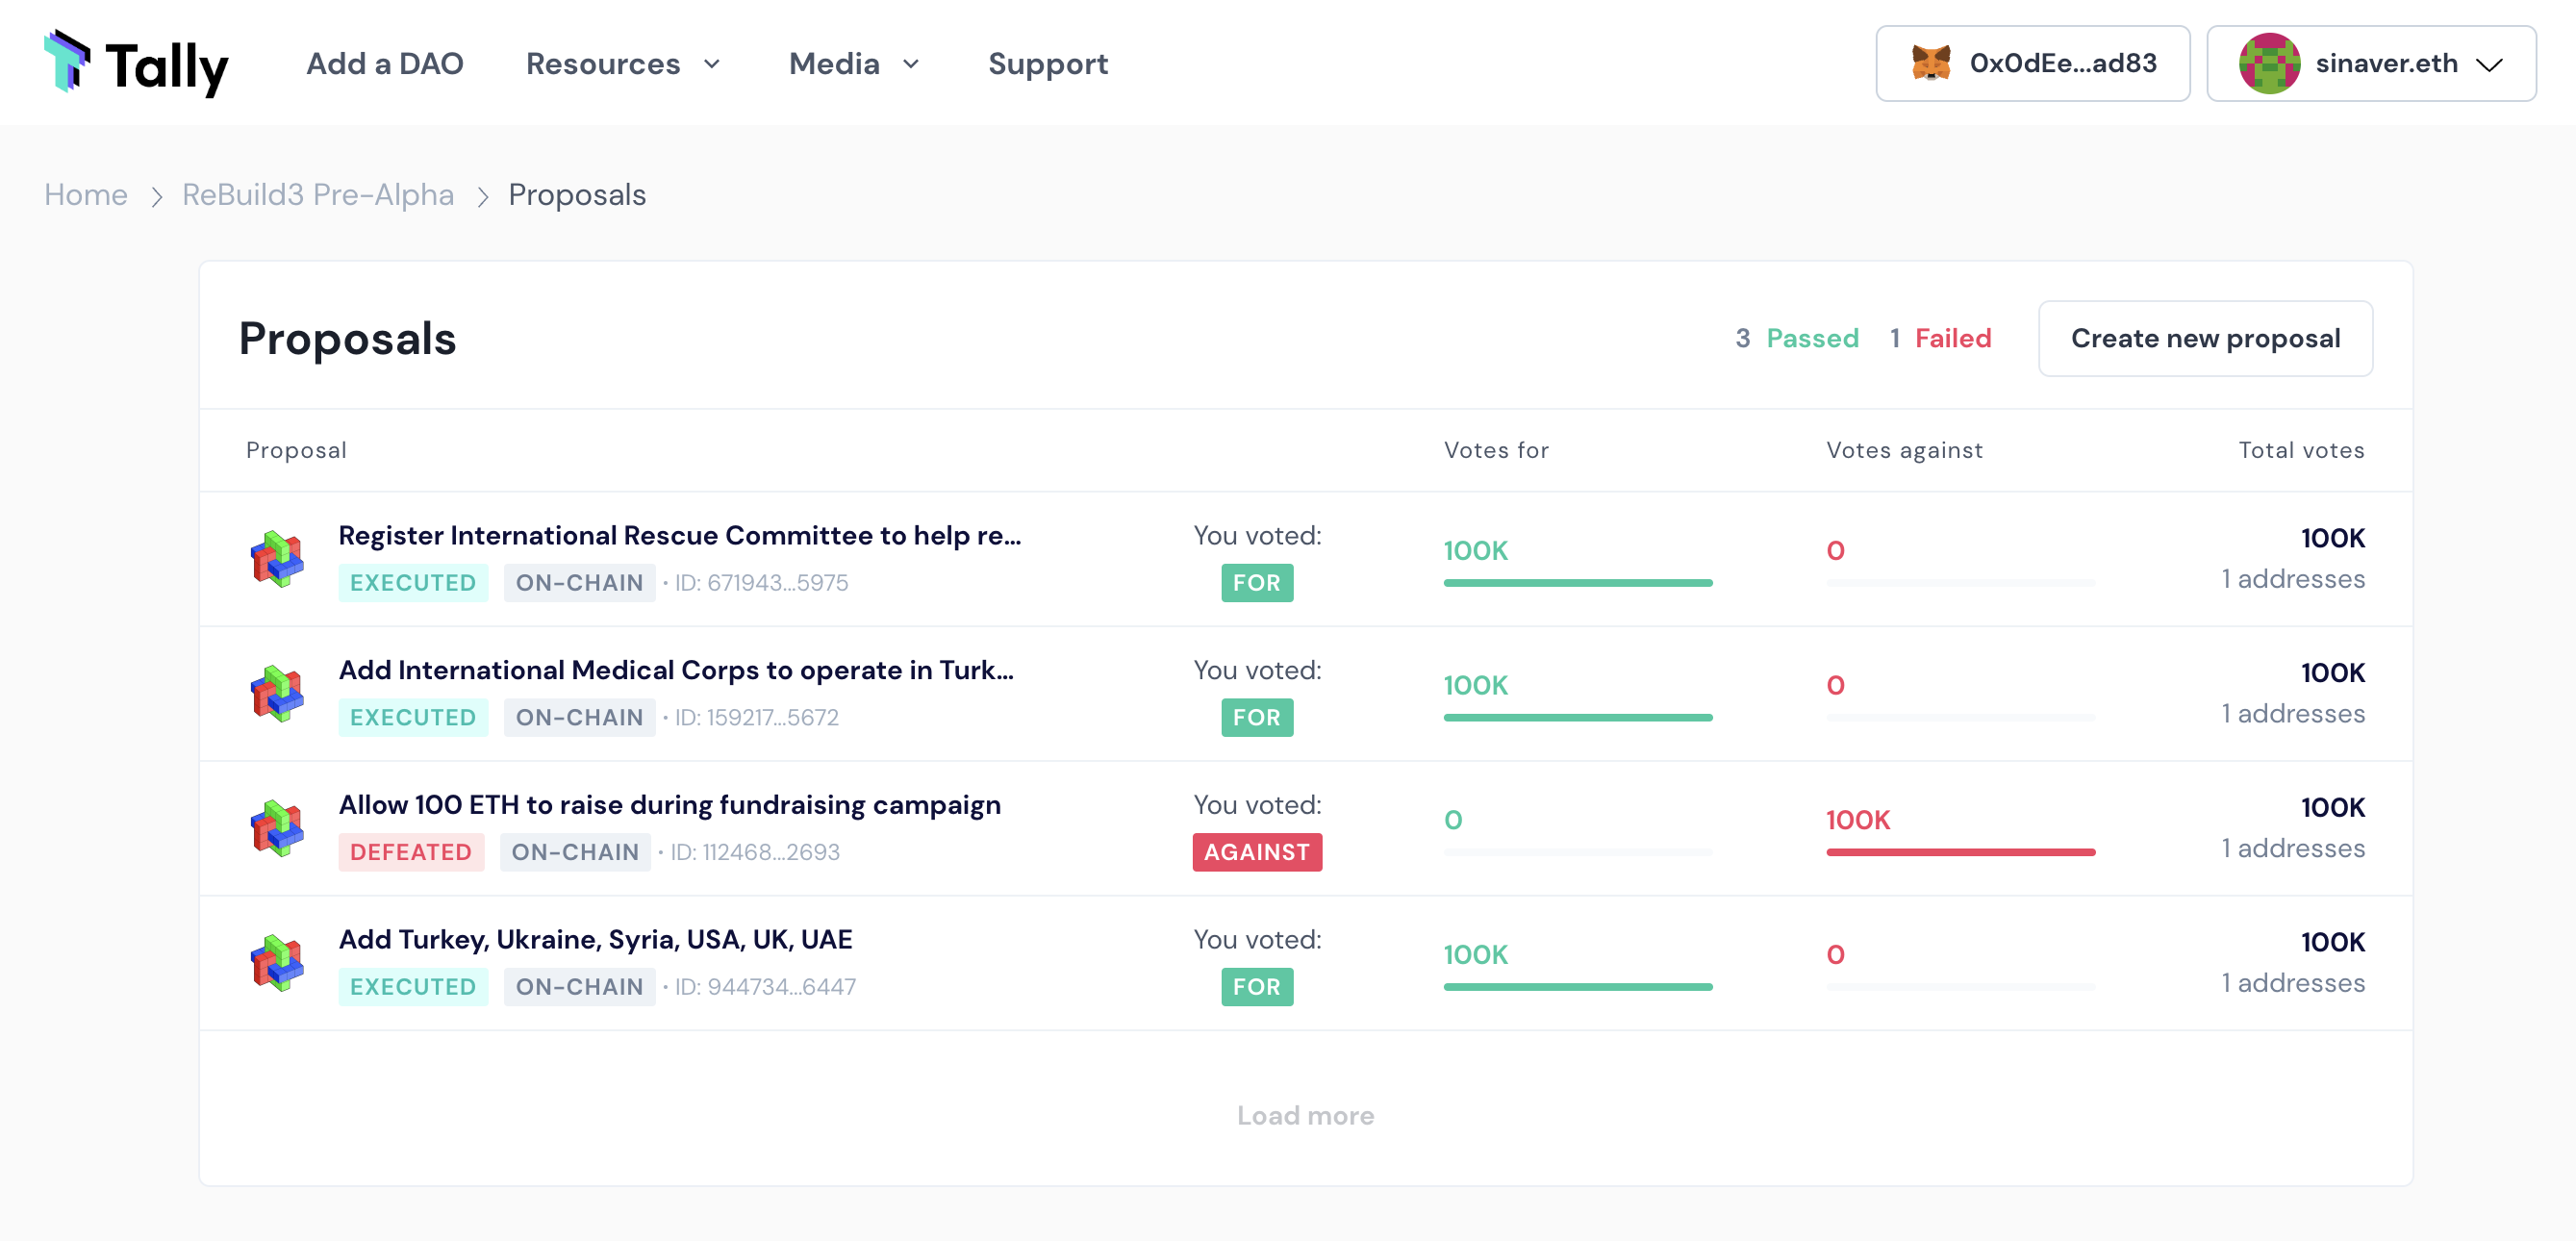 Tally Add a DAO Resources Media Support 0x0dEe...ad83 sinaver.eth
Home > ReBuild3 Pre-Alpha > Proposals
Proposals 3 Passed 1 Failed Create new proposal
Proposal Votes for Votes against Total votes
Register International Rescue Committee to help re... You voted: 100K 0 100K
EXECUTED ON-CHAIN • ID: 671943...5975 FOR 1 addresses
Add International Medical Corps to operate in Turk... You voted: 100K 0 100K
EXECUTED ON-CHAIN • ID: 159217...5672 FOR 1 addresses
Allow 100 ETH to raise during fundraising campaign You voted: 0 100K 100K
DEFEATED ON-CHAIN • ID: 112468...2693 AGAINST 1 addresses
Add Turkey, Ukraine, Syria, USA, UK, UAE You voted: 100K 0 100K
EXECUTED ON-CHAIN • ID: 944734...6447 FOR 1 addresses
Load more